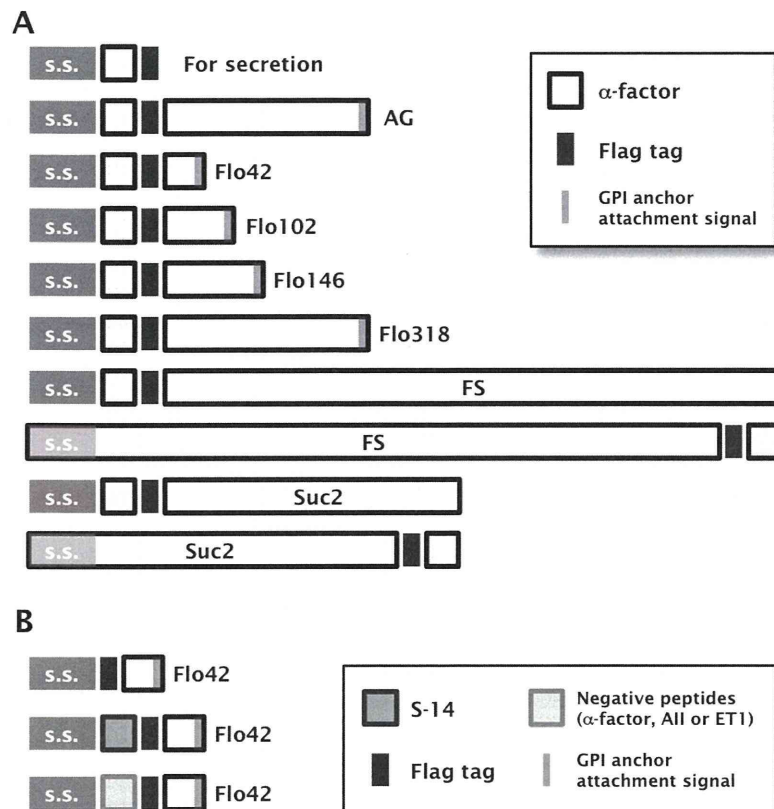 A
s.s. For secretion
s.s. AG
s.s. Flo42
s.s. Flo102
s.s. Flo146
s.s. Flo318
s.s. FS
s.s. FS
s.s. Suc2
s.s. Suc2
α-factor
Flag tag
GPI anchor
attachment signal
B
s.s. Flo42
s.s. Flo42
s.s. Flo42
S-14
Flag tag
Negative peptides
(α-factor, AII or ET1)
GPI anchor
attachment signal